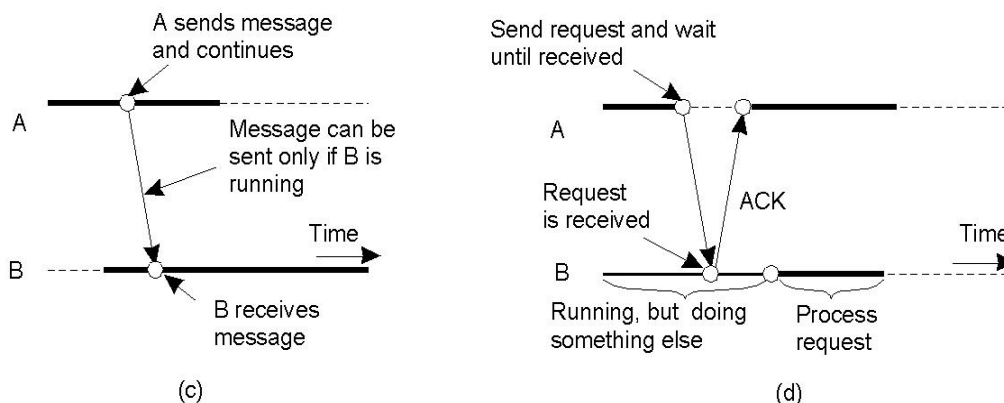 A sends message
and continues
A
Message can be
sent only if B is
running
Time
B
B receives
message
(c)
Send request and wait
until received
A
Request
is received
ACK
Time
B
Running, but doing
something else
Process
request
(d)